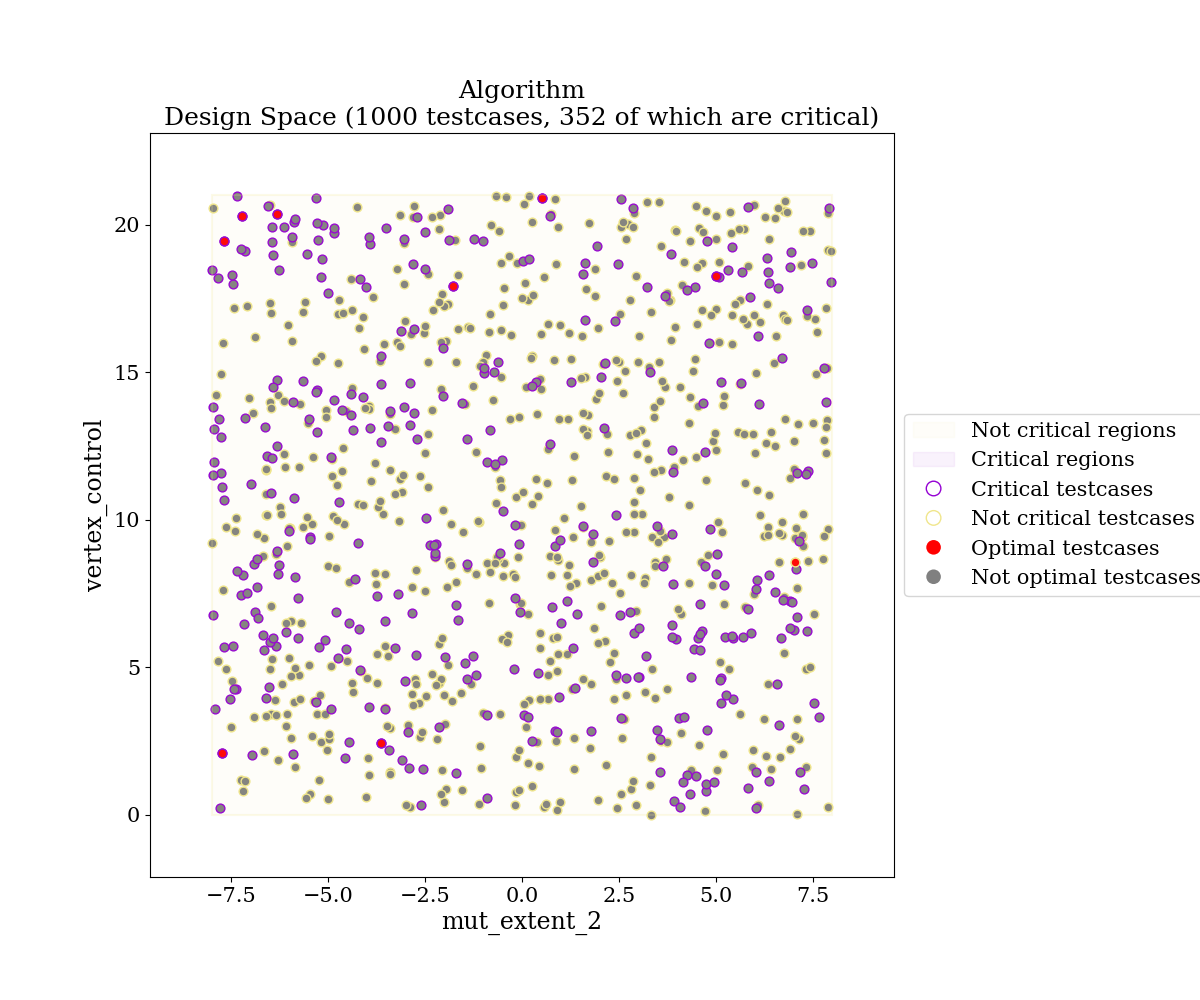 Algorithm
Design Space (1000 testcases, 352 of which are critical)
vertex_control
20
15
10
5
0
−7.5
−5.0
−2.5
0.0
2.5
5.0
7.5
mut_extent_2
Not critical regions
Critical regions
Critical testcases
Not critical testcases
Optimal testcases
Not optimal testcases